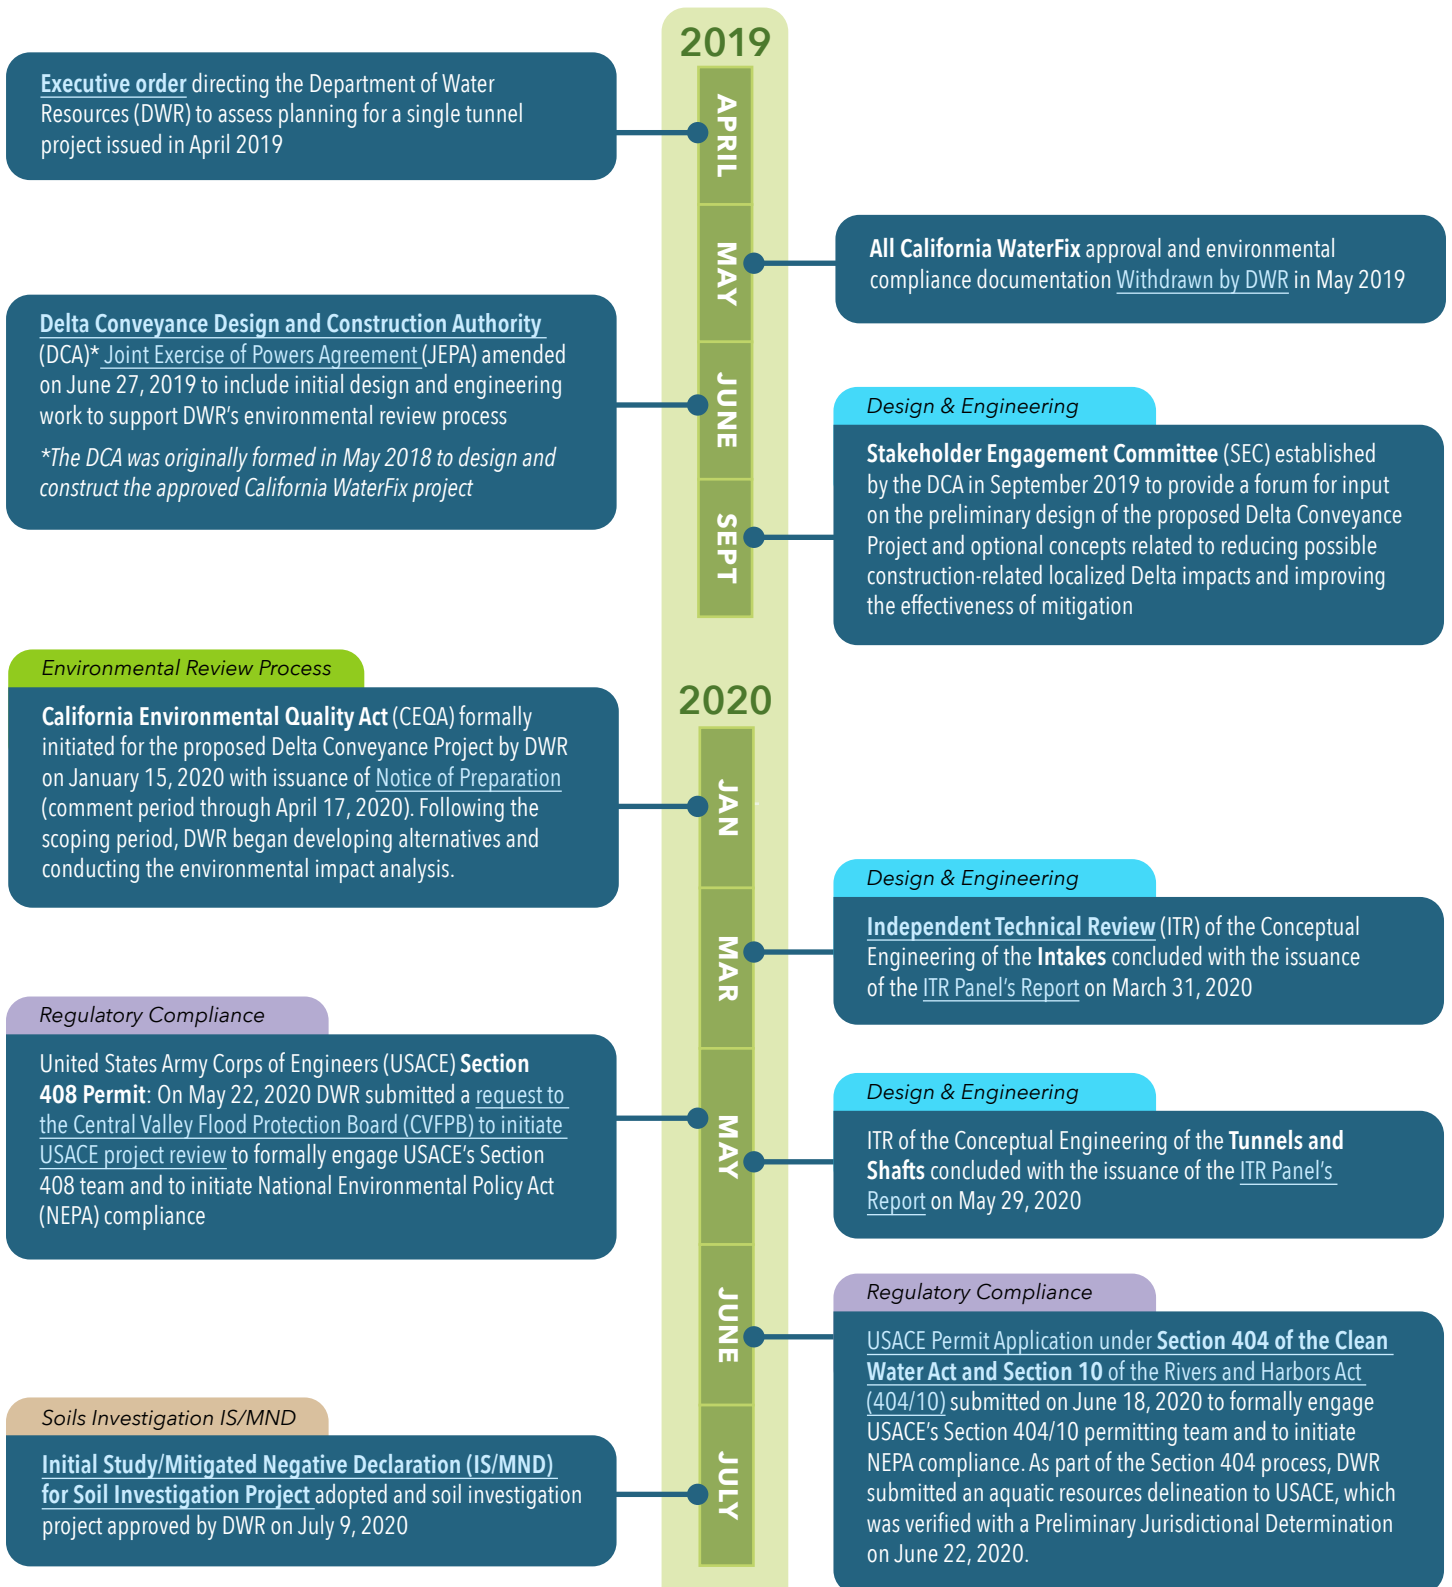 2019
APRIL
Executive order directing the Department of Water
Resources (DWR) to assess planning for a single tunnel
project issued in April 2019
MAY
All California WaterFix approval and environmental
compliance documentation Withdrawn by DWR in May 2019
JUNE
Delta Conveyance Design and Construction Authority
(DCA)* Joint Exercise of Powers Agreement (JEPA) amended
on June 27, 2019 to include initial design and engineering
work to support DWR’s environmental review process
*The DCA was originally formed in May 2018 to design and
construct the approved California WaterFix project
SEPT
Design & Engineering
Stakeholder Engagement Committee (SEC) established
by the DCA in September 2019 to provide a forum for input
on the preliminary design of the proposed Delta Conveyance
Project and optional concepts related to reducing possible
construction-related localized Delta impacts and improving
the effectiveness of mitigation
2020
JAN
Environmental Review Process
California Environmental Quality Act (CEQA) formally
initiated for the proposed Delta Conveyance Project by DWR
on January 15, 2020 with issuance of Notice of Preparation
(comment period through April 17, 2020). Following the
scoping period, DWR began developing alternatives and
conducting the environmental impact analysis.
MAR
Design & Engineering
Independent Technical Review (ITR) of the Conceptual
Engineering of the Intakes concluded with the issuance
of the ITR Panel’s Report on March 31, 2020
MAY
Regulatory Compliance
United States Army Corps of Engineers (USACE) Section
408 Permit: On May 22, 2020 DWR submitted a request to
the Central Valley Flood Protection Board (CVFPB) to initiate
USACE project review to formally engage USACE’s Section
408 team and to initiate National Environmental Policy Act
(NEPA) compliance
Design & Engineering
ITR of the Conceptual Engineering of the Tunnels and
Shafts concluded with the issuance of the ITR Panel’s
Report on May 29, 2020
JUNE
Regulatory Compliance
USACE Permit Application under Section 404 of the Clean
Water Act and Section 10 of the Rivers and Harbors Act
(404/10) submitted on June 18, 2020 to formally engage
USACE’s Section 404/10 permitting team and to initiate
NEPA compliance. As part of the Section 404 process, DWR
submitted an aquatic resources delineation to USACE, which
was verified with a Preliminary Jurisdictional Determination
on June 22, 2020.
JULY
Soils Investigation IS/MND
Initial Study/Mitigated Negative Declaration (IS/MND)
for Soil Investigation Project adopted and soil investigation
project approved by DWR on July 9, 2020